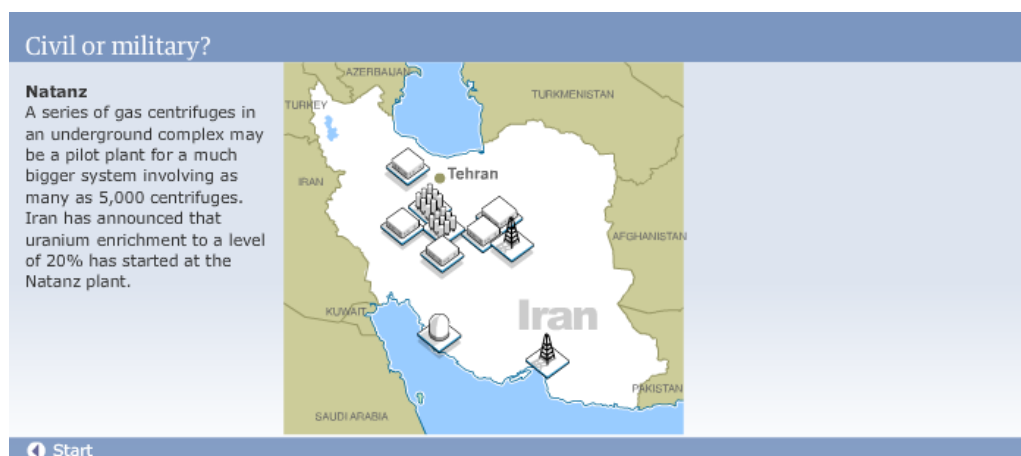 Civil or military?
Natanz
A series of gas centrifuges in
an underground complex may
be a pilot plant for a much
bigger system involving as
many as 5,000 centrifuges.
Iran has announced that
uranium enrichment to a level
of 20% has started at the
Natanz plant.
AZERBAIJAN
TURKEY
TURKMENISTAN
IRAN
Tehran
AFGHANISTAN
KUWAIT
Iran
PAKISTAN
SAUDI ARABIA
Start